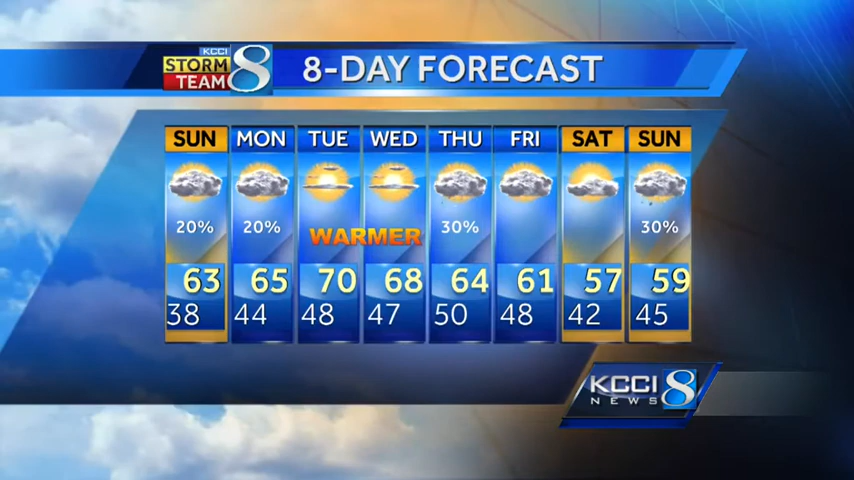 KCCI
STORM
TEAM 8
8-DAY FORECAST
SUN MON TUE WED THU FRI SAT SUN
20% 20% 30% 30%
WARMER
63 65 70 68 64 61 57 59
38 44 48 47 50 48 42 45
KCCI 8
NEWS